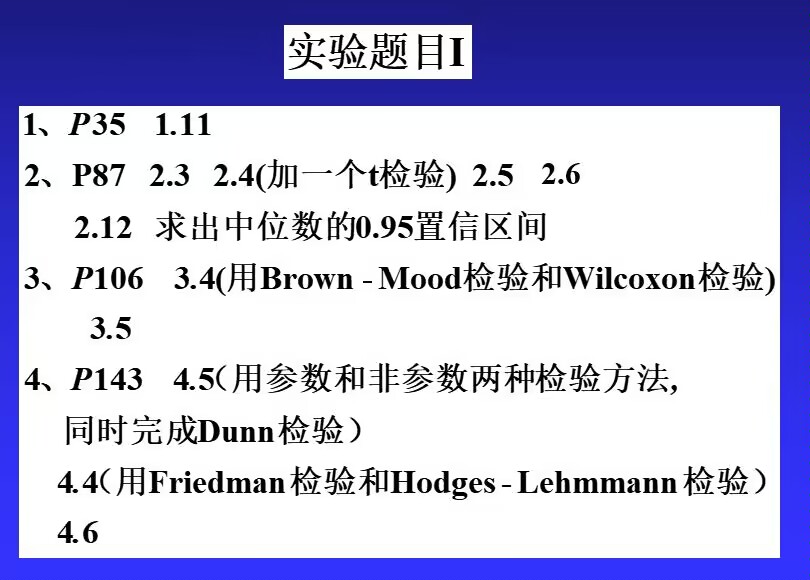 实验题目I
1、P35 1.11
2、P87 2.3 2.4(加一个t检验) 2.5 2.6
2.12 求出中位数的0.95置信区间
3、P106 3.4(用Brown-Mood检验和Wilcoxon检验)
3.5
4、P143 4.5（用参数和非参数两种检验方法,
同时完成Dunn检验）
4.4（用Friedman检验和Hodges-Lehmmann检验）
4.6